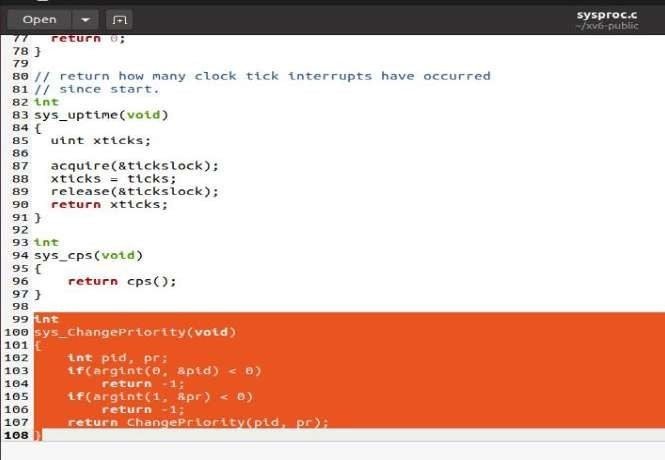 Open
sysproc.c
~/xv6-public
77 return 0;
78 }
79
80 // return how many clock tick interrupts have occurred
81 // since start.
82 int
83 sys_uptime(void)
84 {
85 uint xticks;
86
87 acquire(&tickslock);
88 xticks = ticks;
89 release(&tickslock);
90 return xticks;
91 }
92
93 int
94 sys_cps(void)
95 {
96 return cps();
97 }
98
99 int
100 sys_ChangePriority(void)
101 {
102 int pid, pr;
103 if(argint(0, &pid) < 0)
104 return -1;
105 if(argint(1, &pr) < 0)
106 return -1;
107 return ChangePriority(pid, pr);
108 }